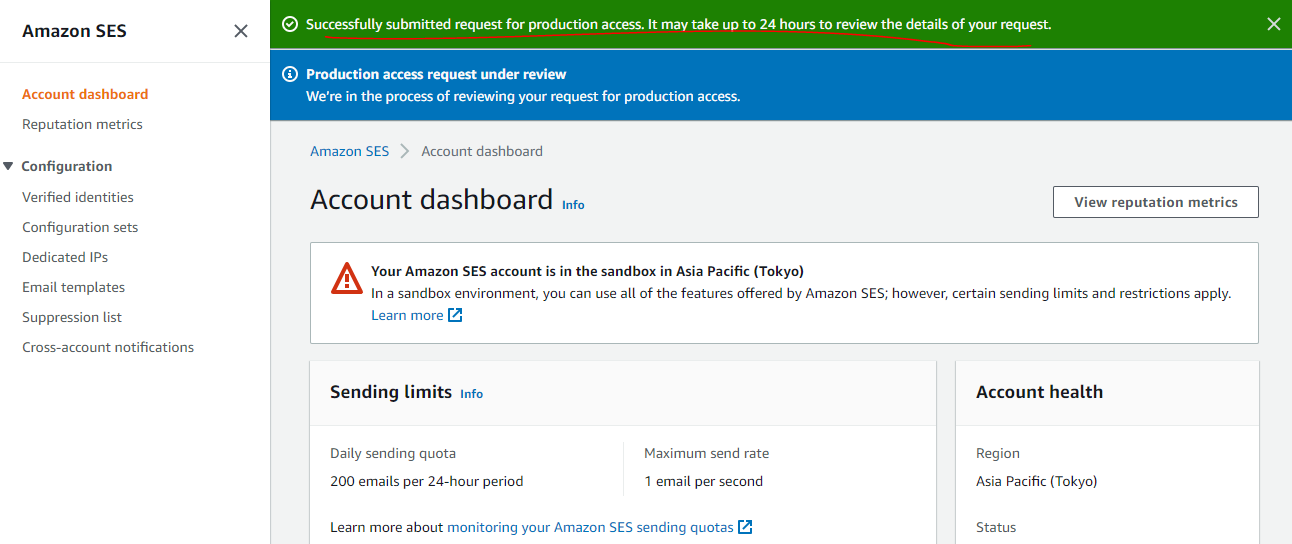 Amazon SES
Account dashboard
Reputation metrics
Configuration
Verified identities
Configuration sets
Dedicated IPs
Email templates
Suppression list
Cross-account notifications
Successfully submitted request for production access. It may take up to 24 hours to review the details of your request.
Production access request under review
We're in the process of reviewing your request for production access.
Amazon SES Account dashboard
Account dashboard Info
View reputation metrics
Your Amazon SES account is in the sandbox in Asia Pacific (Tokyo)
In a sandbox environment, you can use all of the features offered by Amazon SES; however, certain sending limits and restrictions apply.
Learn more
Sending limits Info
Daily sending quota
200 emails per 24-hour period
Maximum send rate
1 email per second
Learn more about monitoring your Amazon SES sending quotas
Account health
Region
Asia Pacific (Tokyo)
Status